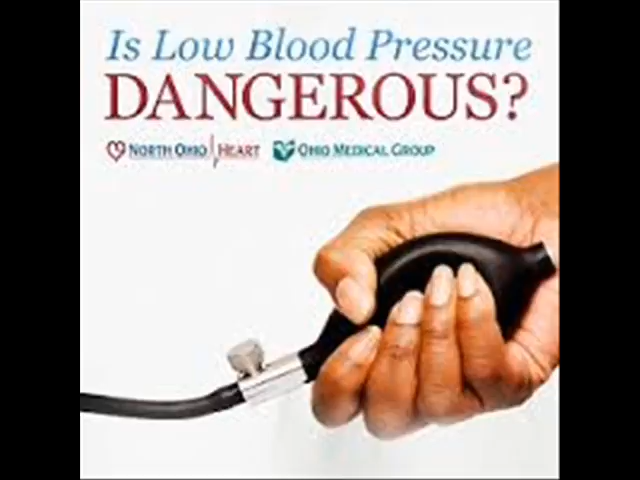 Is Low Blood Pressure
DANGEROUS?
NORTH OHIO HEART OHIO MEDICAL GROUP